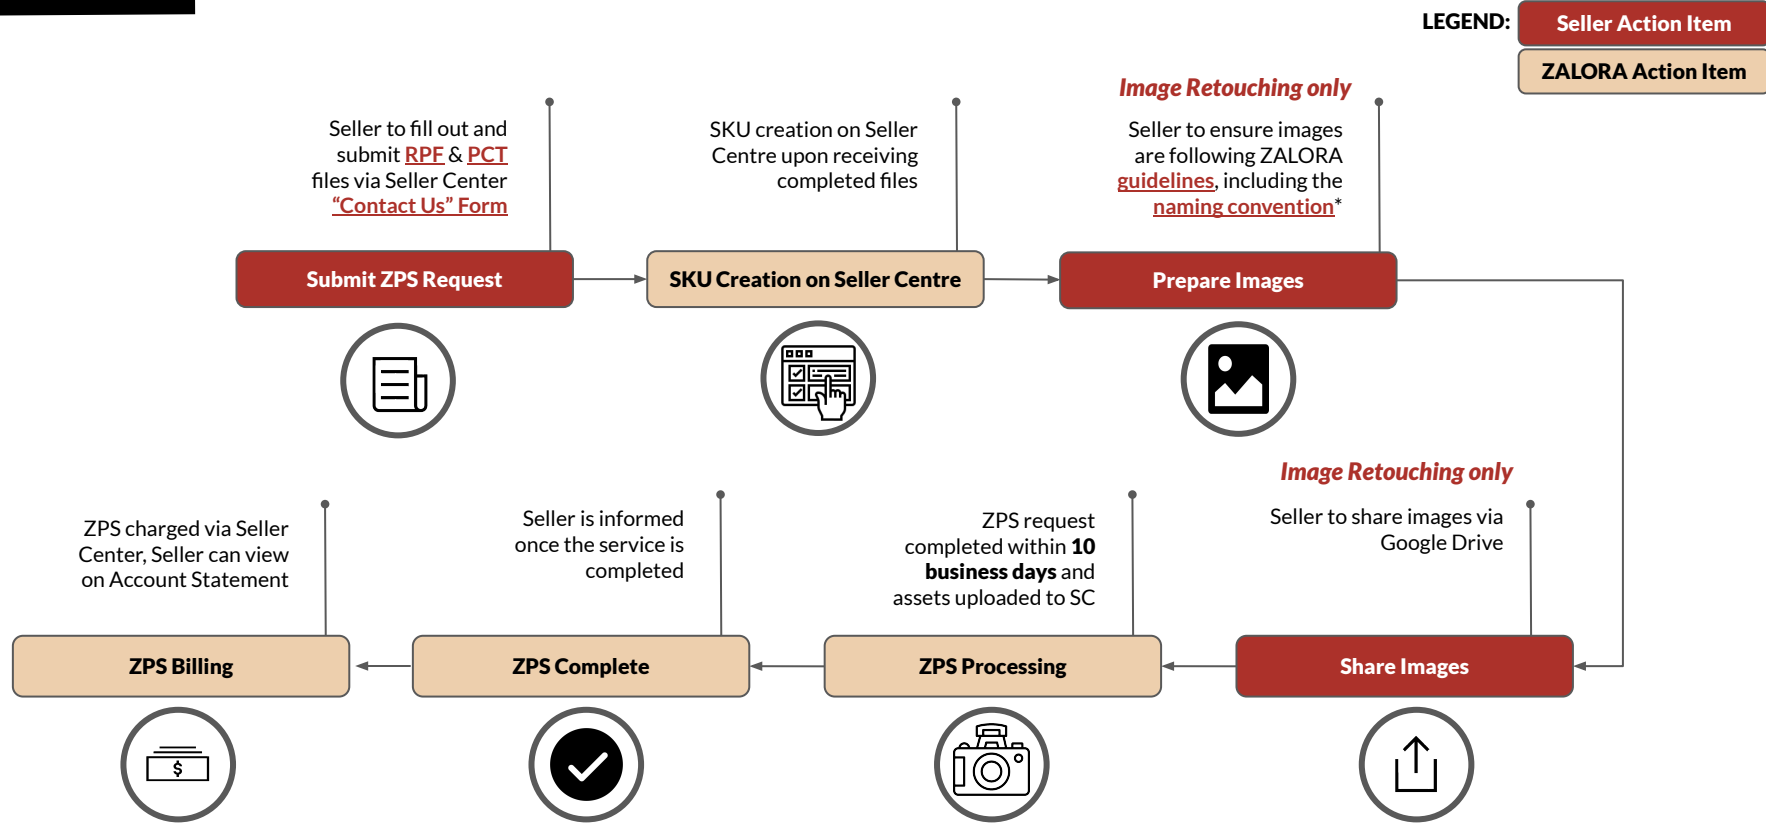 LEGEND:
Seller Action Item
ZALORA Action Item
Seller to fill out and
submit RPF & PCT
files via Seller Center
“Contact Us” Form
SKU creation on Seller
Centre upon receiving
completed files
Image Retouching only
Seller to ensure images
are following ZALORA
guidelines, including the
naming convention*
Submit ZPS Request
SKU Creation on Seller Centre
Prepare Images
ZPS charged via Seller
Center, Seller can view
on Account Statement
Seller is informed
once the service is
completed
ZPS request
completed within 10
business days and
assets uploaded to SC
Image Retouching only
Seller to share images via
Google Drive
ZPS Billing
ZPS Complete
ZPS Processing
Share Images
$